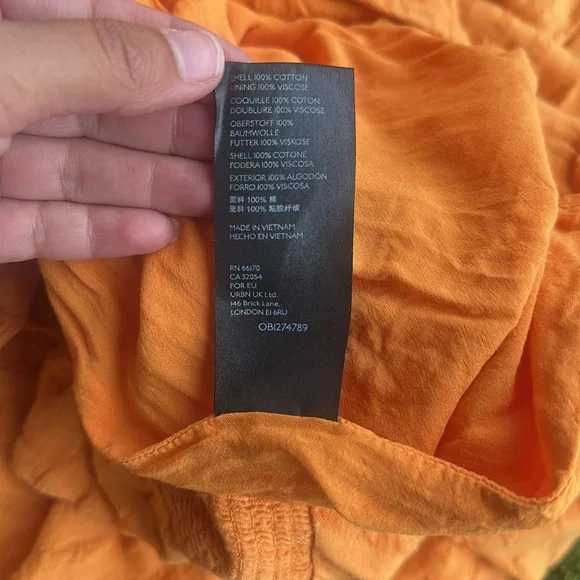 SHELL 100% COTTON
LINING 100% VISCOSE
COQUILLE 100% COTON
DOUBLURE 100% VISCOSE
OBERSTOFF 100%
BAUMWOLLE
FUTTER 100% VISKOSE
SHELL 100% COTONE
FODERA 100% VISCOSA
EXTERIOR 100% ALGODÓN
FORRO 100% VISCOSA
面料 100% 棉
里料 100% 粘胶纤维
MADE IN VIETNAM
HECHO EN VIETNAM
RN 66170
CA 32054
FOR EU
URBN UK Ltd.
146 Brick Lane,
LONDON E1 6RU
OB1274789